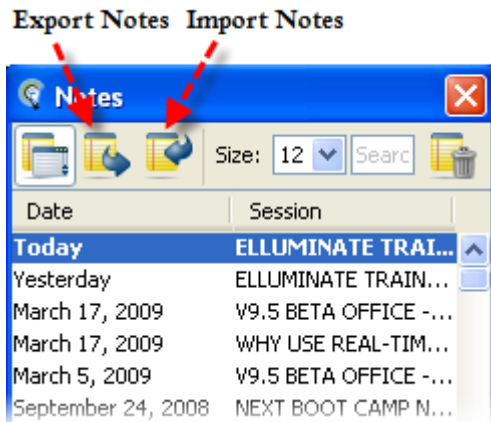 Export Notes Import Notes
Notes
Size: 12 Searc
Date Session
Today ELLUMINATE TRAI...
Yesterday ELLUMINATE TRAIN...
March 17, 2009 V9.5 BETA OFFICE -...
March 17, 2009 WHY USE REAL-TIM...
March 5, 2009 V9.5 BETA OFFICE -...
September 24, 2008 NEXT BOOT CAMP N...